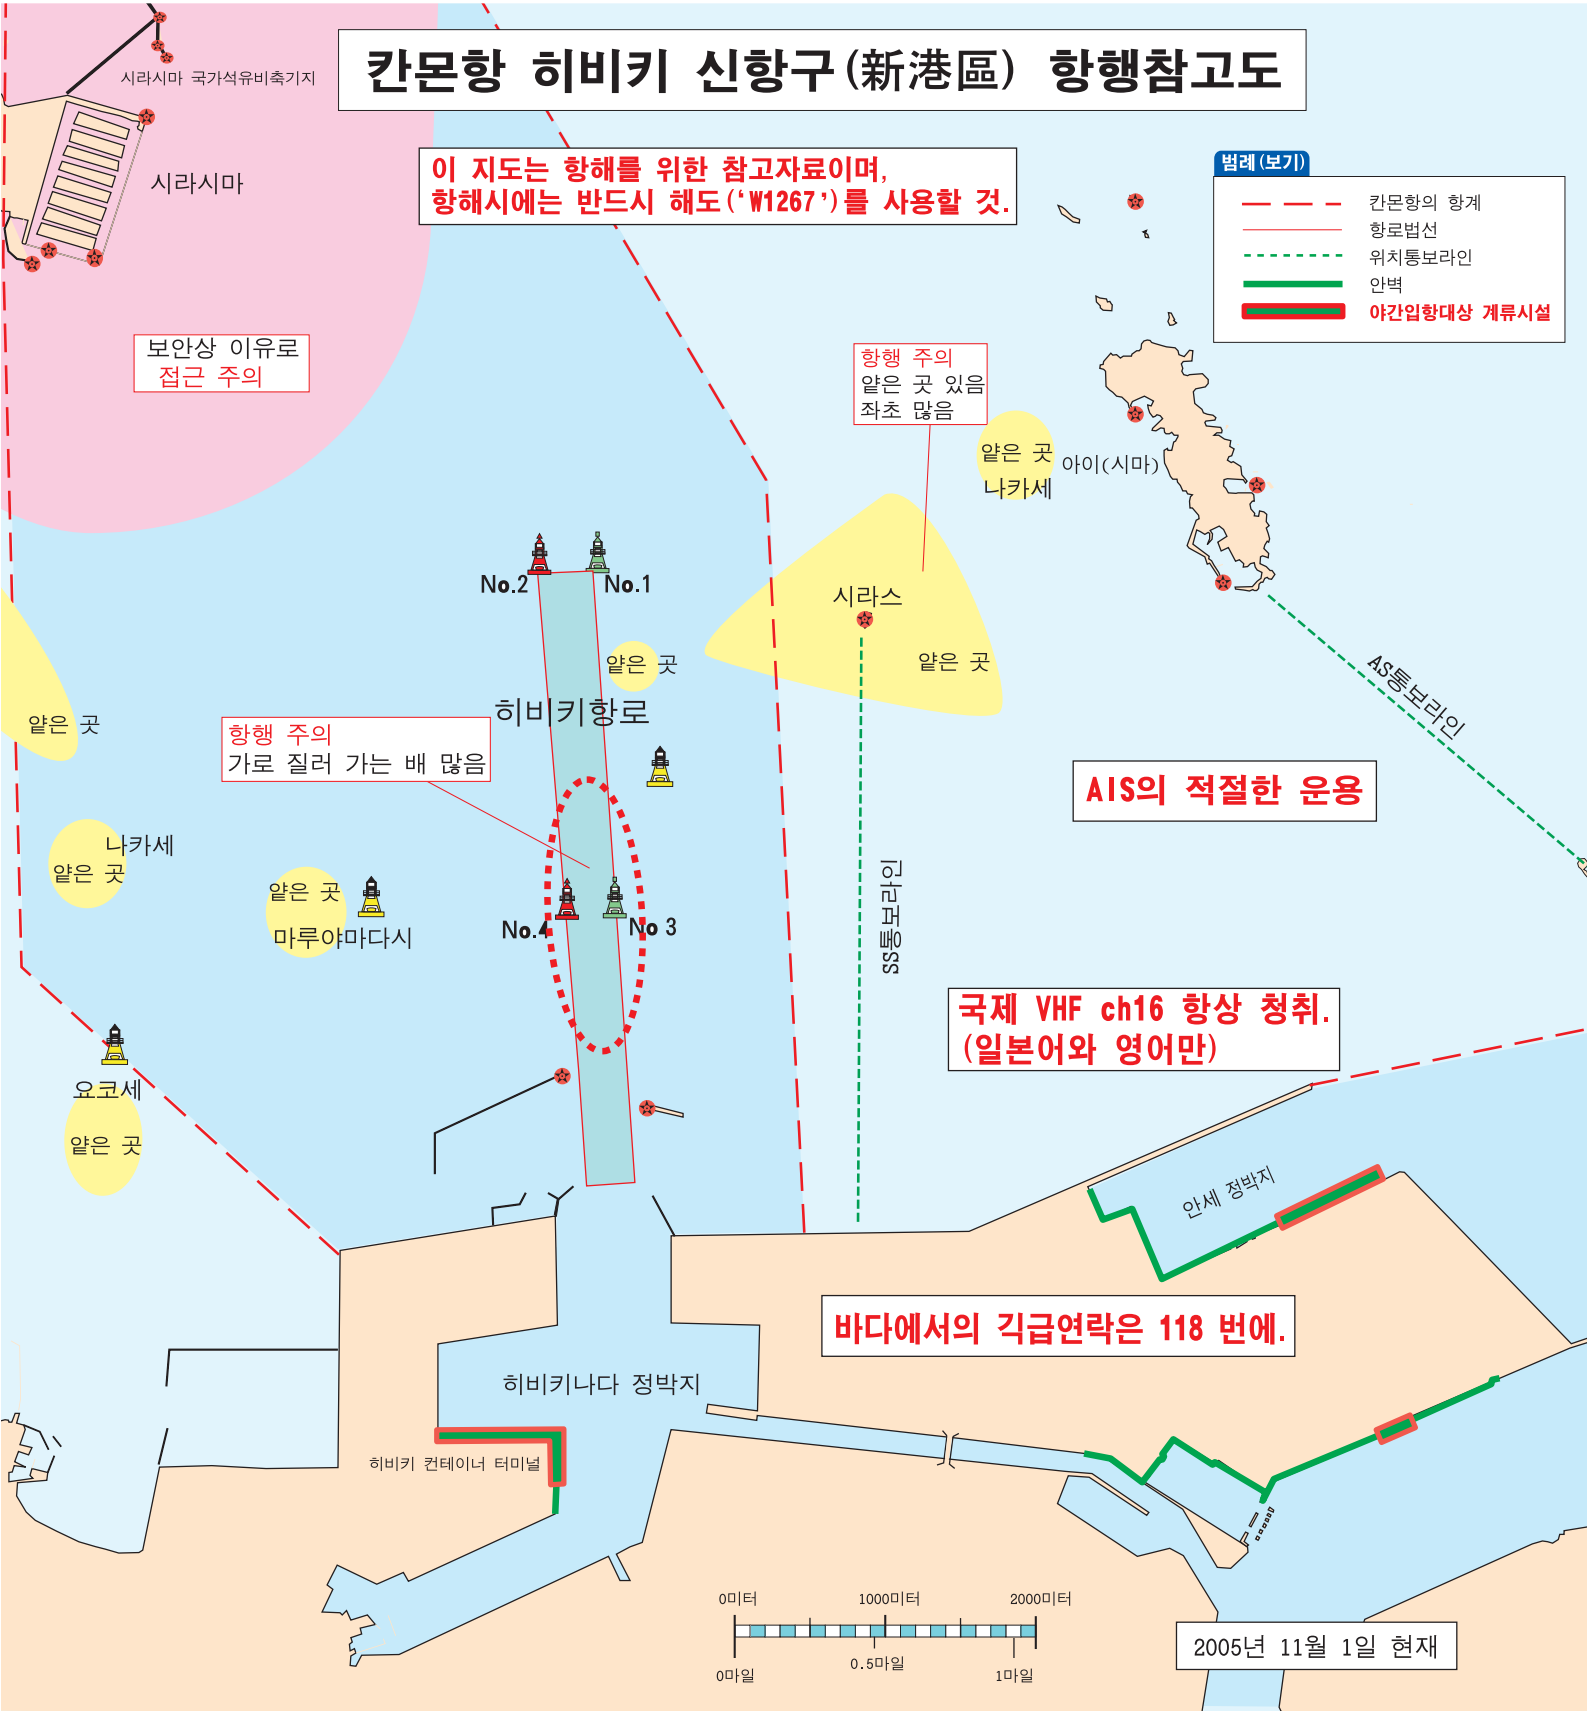 칸몬항 히비키 신항구(新港區) 항행참고도
시라시마 국가석유비축기지
이 지도는 항해를 위한 참고자료이며,
항해시에는 반드시 해도(‘W1267’)를 사용할 것.
범례(보기)
칸몬항의 항계
항로법선
위치통보라인
안벽
야간입항대상 계류시설
시라시마
보안상 이유로
접근 주의
항행 주의
얕은 곳 있음
좌초 많음
얕은 곳
나카세
아이(시마)
No.2
No.1
시라스
얕은 곳
얕은 곳
AS통보라인
히비키항로
얕은 곳
항행 주의
가로 질러 가는 배 많음
AIS의 적절한 운용
나카세
얕은 곳
얕은 곳
마루야마다시
No.4
No 3
SS통보라인
국제 VHF ch16 항상 청취.
(일본어와 영어만)
요코세
얕은 곳
안세 정박지
바다에서의 긱급연락은 118 번에.
히비키나다 정박지
히비키 컨테이너 터미널
0미터
1000미터
2000미터
0마일
0.5마일
1마일
2005년 11월 1일 현재